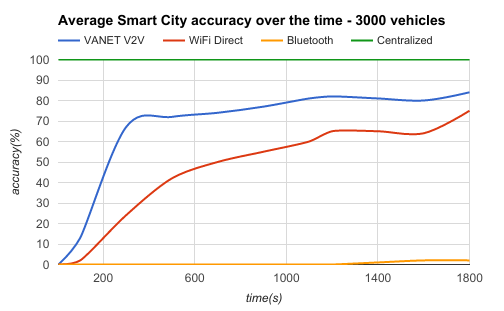 Average Smart City accuracy over the time - 3000 vehicles
VANET V2V WiFi Direct Bluetooth Centralized
100
90
80
70
60
50
40
30
20
10
0
accuracy(%)
200 600 1000 1400 1800
time(s)